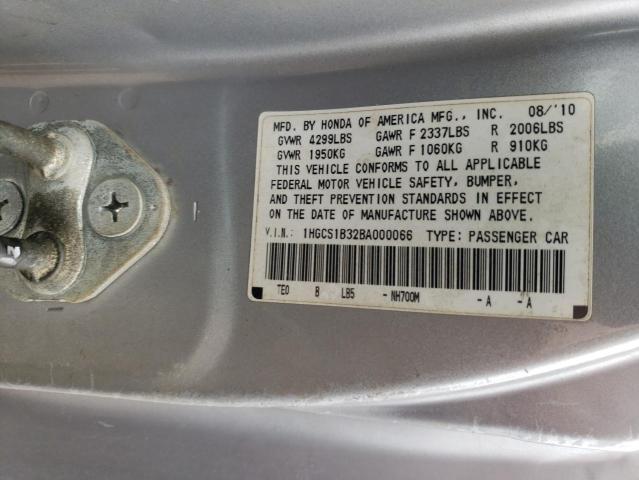 MFD. BY HONDA OF AMERICA MFG., INC. 08/'10
GVWR 4299LBS GAWR F 2337LBS R 2006LBS
GVWR 1950KG GAWR F 1060KG R 910KG
THIS VEHICLE CONFORMS TO ALL APPLICABLE
FEDERAL MOTOR VEHICLE SAFETY, BUMPER,
AND THEFT PREVENTION STANDARDS IN EFFECT
ON THE DATE OF MANUFACTURE SHOWN ABOVE.
V.I.N.: 1HGCS1B32BA000066 TYPE: PASSENGER CAR
TE0 B LB5 - NH700M - A - A